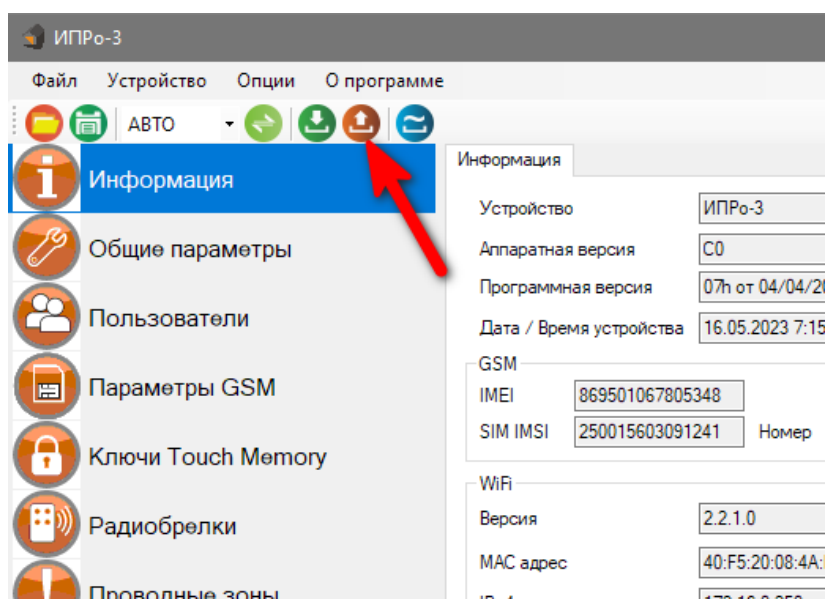 ИПРо-3
Файл Устройство Опции О программе
АВТО
Информация
Общие параметры
Пользователи
Параметры GSM
Ключи Touch Memory
Радиобрелки
Проводные зоны
Информация
Устройство ИПРо-3
Аппаратная версия C0
Программная версия 07h от 04/04/20
Дата / Время устройства 16.05.2023 7:15
GSM
IMEI 869501067805348
SIM IMSI 250015603091241 Номер
WiFi
Версия 2.2.1.0
MAC адрес 40:F5:20:08:4A: